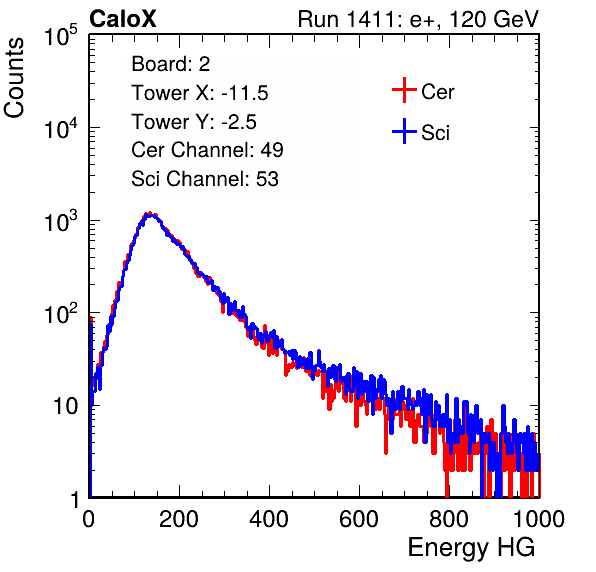 CaloX Run 1411: e+, 120 GeV
Counts
Board: 2
Tower X: -11.5
Tower Y: -2.5
Cer Channel: 49
Sci Channel: 53
Cer
Sci
10^5
10^4
10^3
10^2
10
1
0 200 400 600 800 1000
Energy HG